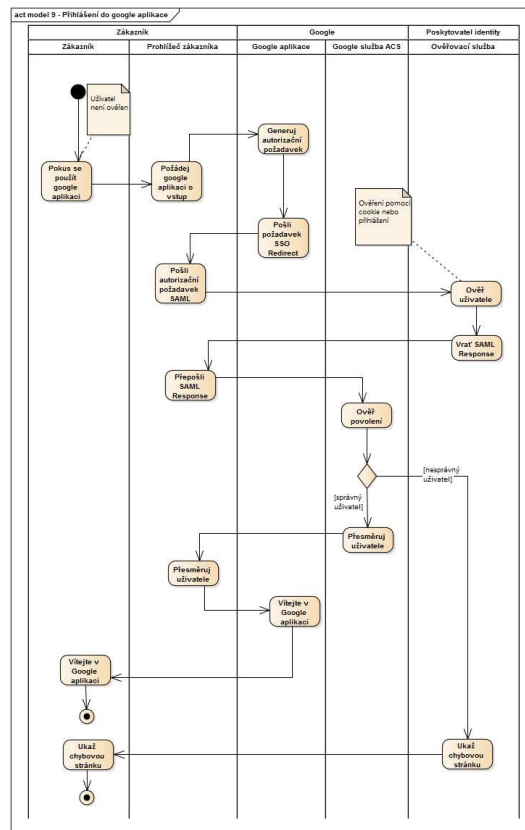 act model 9 - Přihlášení do google aplikace
Zákazník
Google
Poskytovatel identity
Zákazník
Prohlížeč zákazníka
Google aplikace
Google služba ACS
Ověřovací služba
Uživatel
není ověřen
Pokus se
použít
google
aplikaci
Požádej
google
aplikaci o
vstup
Generuj
autorizační
požadavek
Pošli
požadavek
SSO
Redirect
Ověření pomocí
cookie nebo
přihlášení
Pošli
autorizační
požadavek
SAML
Ověř
uživatele
Vrať SAML
Response
Přepošli
SAML
Response
Ověř
povolení
[nesprávný
uživatel]
[správný
uživatel]
Přesměruj
uživatele
Přesměruj
uživatele
Vítejte v
Google
aplikaci
Vítejte v
Google
aplikaci
Ukaž
chybovou
stránku
Ukaž
chybovou
stránku